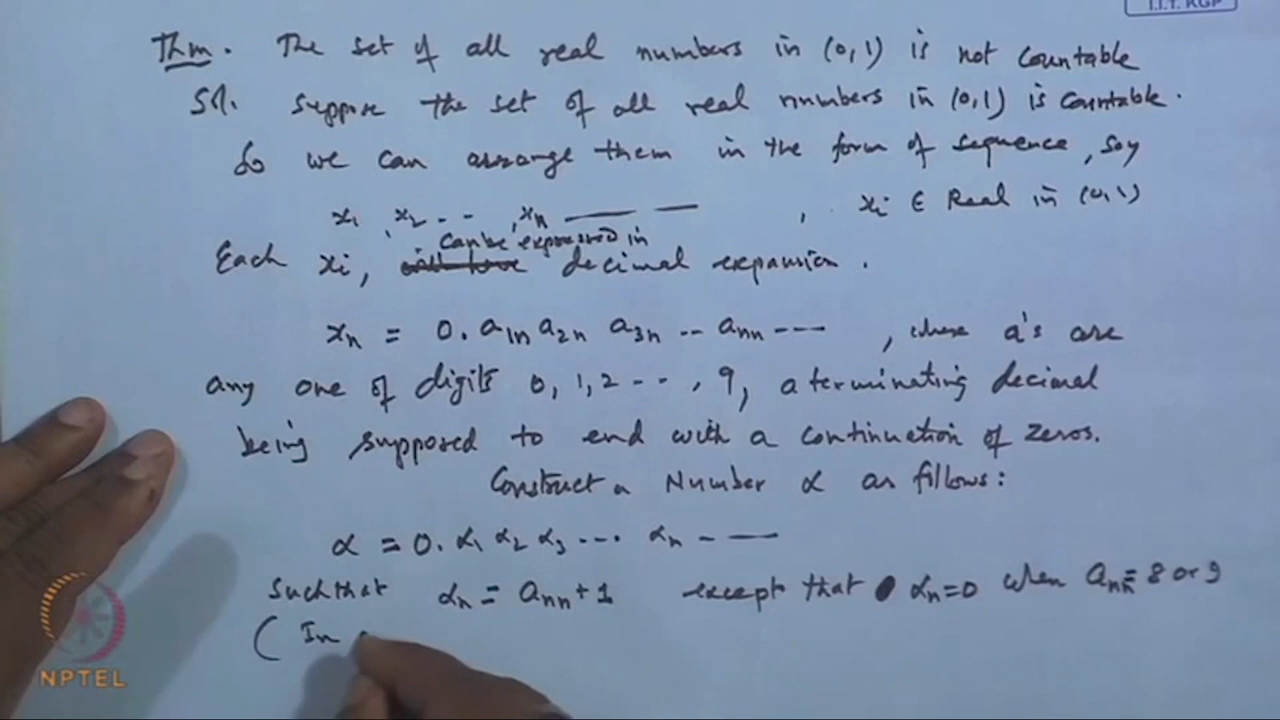 I.I.T. KGP
Thm. The set of all real numbers in (0,1) is not countable
Sol. Suppose the set of all real numbers in (0,1) is countable.
So we can arrange them in the form of sequence, say
x₁, x₂ - - , xₙ ——— —— , xᵢ ∈ Real in (0,1)
can be expressed in
Each xᵢ, decimal expansion.
xₙ = 0. a₁ₙ a₂ₙ a₃ₙ -- aₙₙ --- , where a's are
any one of digits 0, 1, 2 - - , 9, a terminating decimal
being supposed to end with a continuation of zeros.
Construct a Number α as follows:
α = 0. α₁ α₂ α₃ ... αₙ - ——
Such that αₙ = aₙₙ + 1 except that αₙ = 0 when aₙₙ = 8 or 9
( In
NPTEL